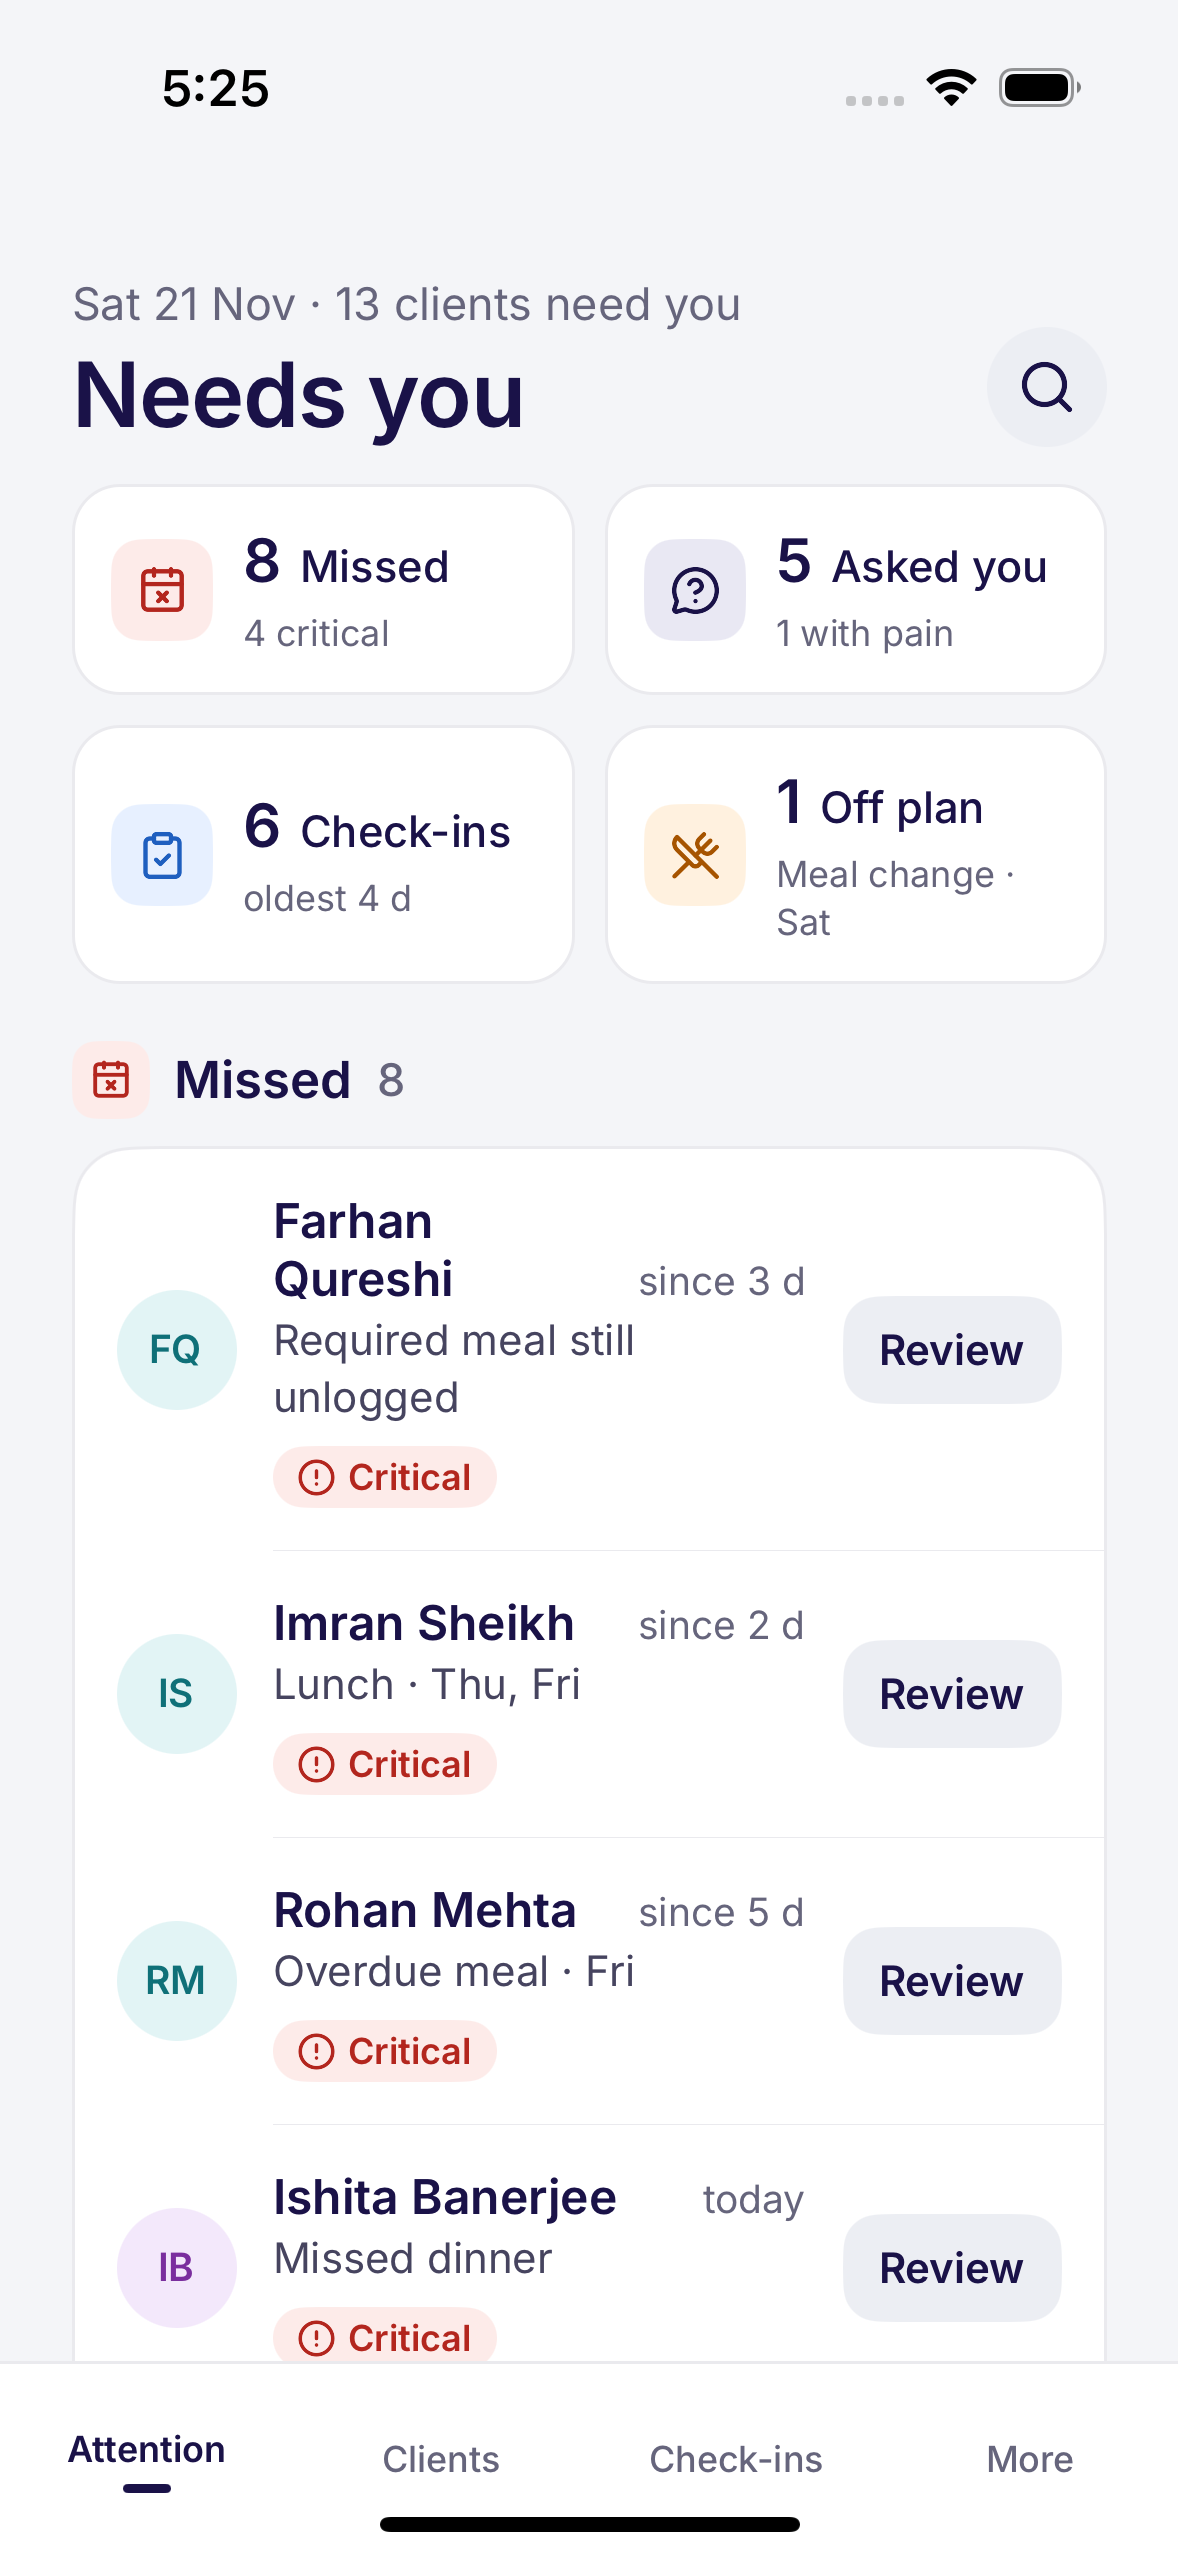 5:25
Sat 21 Nov · 13 clients need you
Needs you
8 Missed
4 critical
5 Asked you
1 with pain
6 Check-ins
oldest 4 d
1 Off plan
Meal change ·
Sat
Missed 8
FQ
Farhan
Qureshi
since 3 d
Required meal still
unlogged
Critical
Review
IS
Imran Sheikh
since 2 d
Lunch · Thu, Fri
Critical
Review
RM
Rohan Mehta
since 5 d
Overdue meal · Fri
Critical
Review
IB
Ishita Banerjee
today
Missed dinner
Critical
Review
Attention
Clients
Check-ins
More